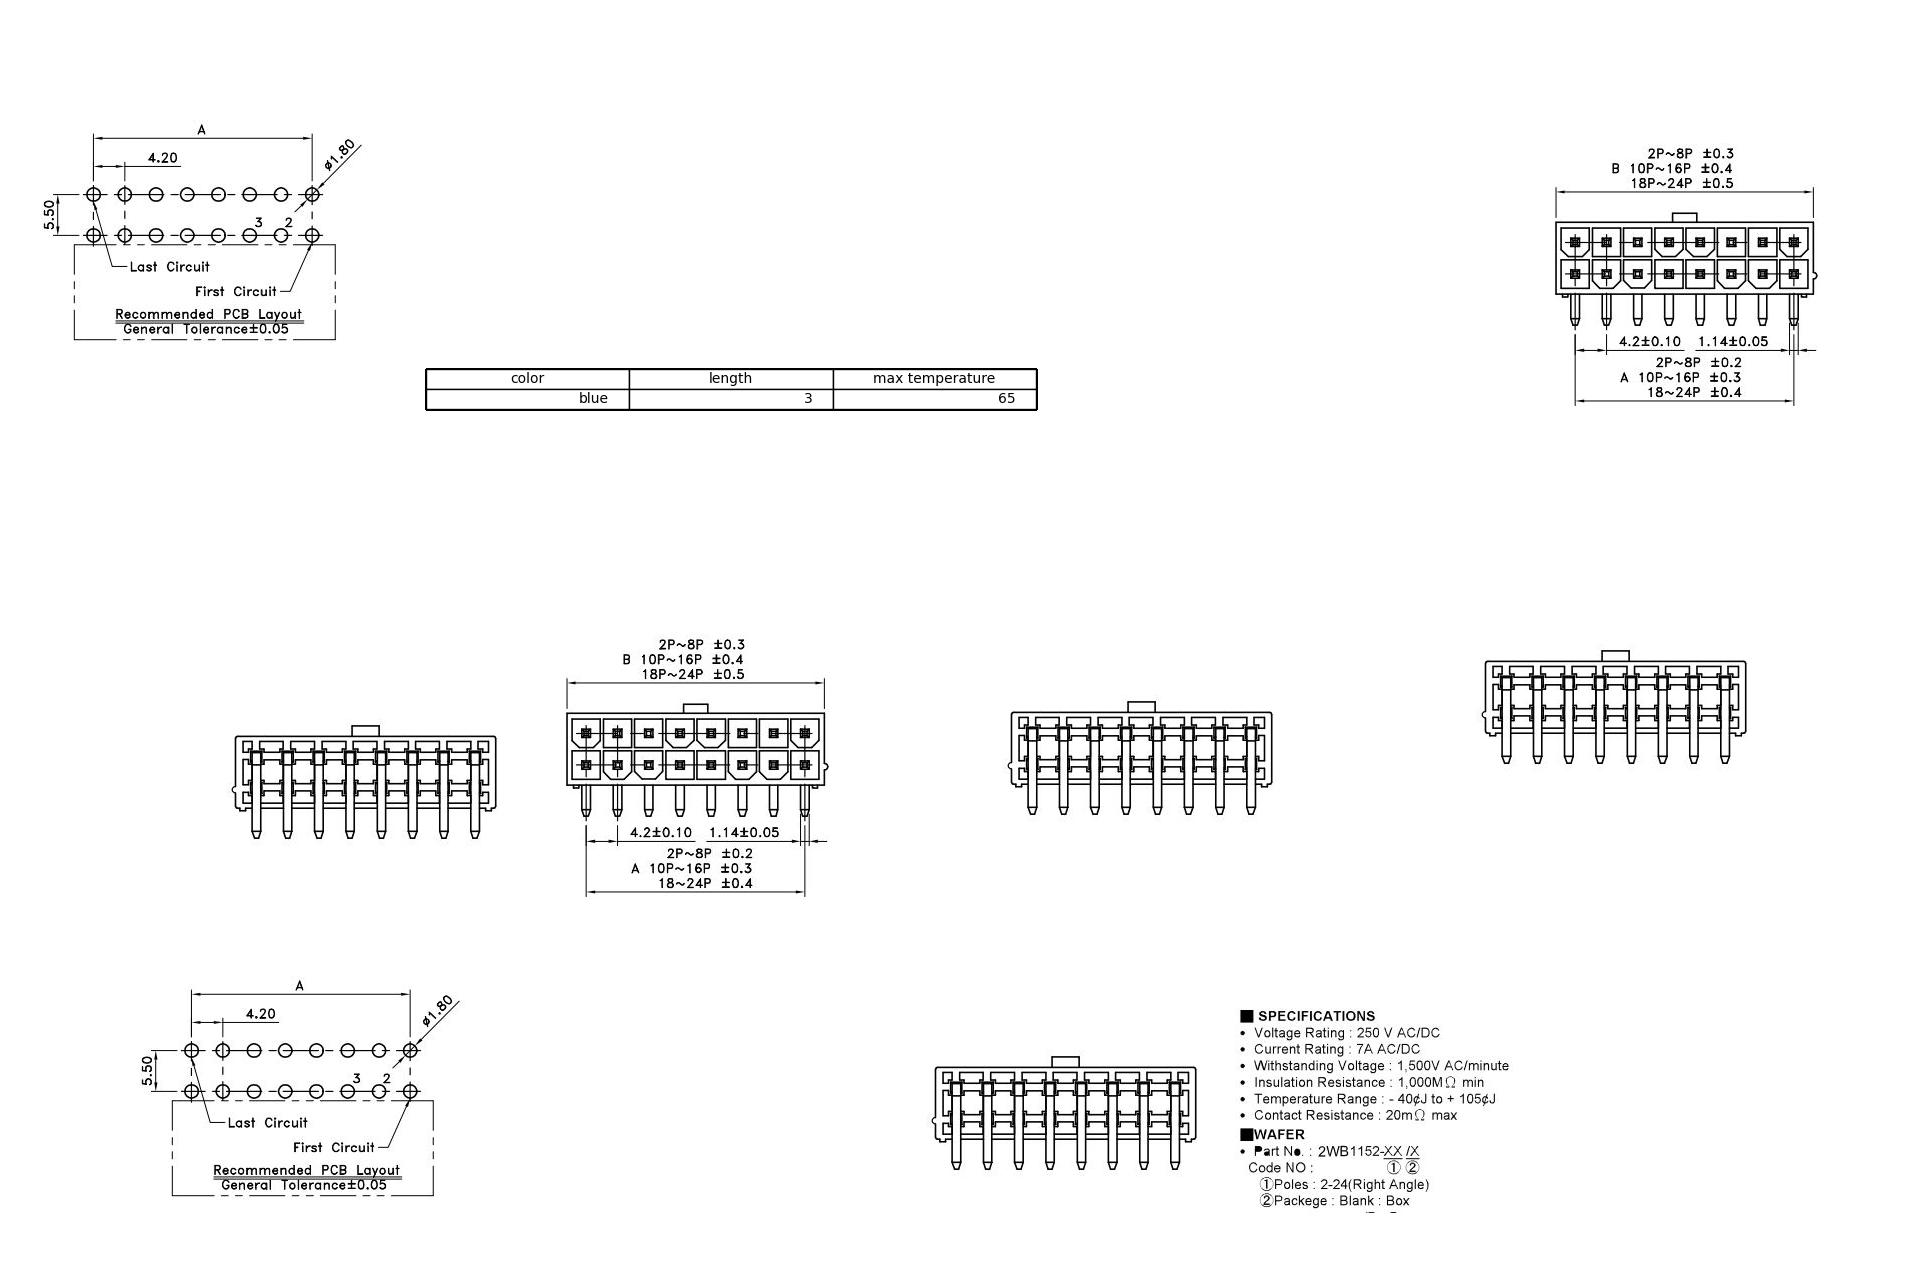 A
4.20
ø1.80
5.50
3 2
Last Circuit
First Circuit
Recommended PCB Layout
General Tolerance±0.05
2P~8P ±0.3
B 10P~16P ±0.4
18P~24P ±0.5
4.2±0.10 1.14±0.05
2P~8P ±0.2
A 10P~16P ±0.3
18~24P ±0.4
color length max temperature
blue 3 65
2P~8P ±0.3
B 10P~16P ±0.4
18P~24P ±0.5
4.2±0.10 1.14±0.05
2P~8P ±0.2
A 10P~16P ±0.3
18~24P ±0.4
A
4.20
ø1.80
5.50
3 2
Last Circuit
First Circuit
Recommended PCB Layout
General Tolerance±0.05
■ SPECIFICATIONS
• Voltage Rating : 250 V AC/DC
• Current Rating : 7A AC/DC
• Withstanding Voltage : 1,500V AC/minute
• Insulation Resistance : 1,000MΩ min
• Temperature Range : - 40¢J to + 105¢J
• Contact Resistance : 20mΩ max
■WAFER
• Part No. : 2WB1152-XX /X
Code NO : ① ②
①Poles : 2-24(Right Angle)
②Packege : Blank : Box